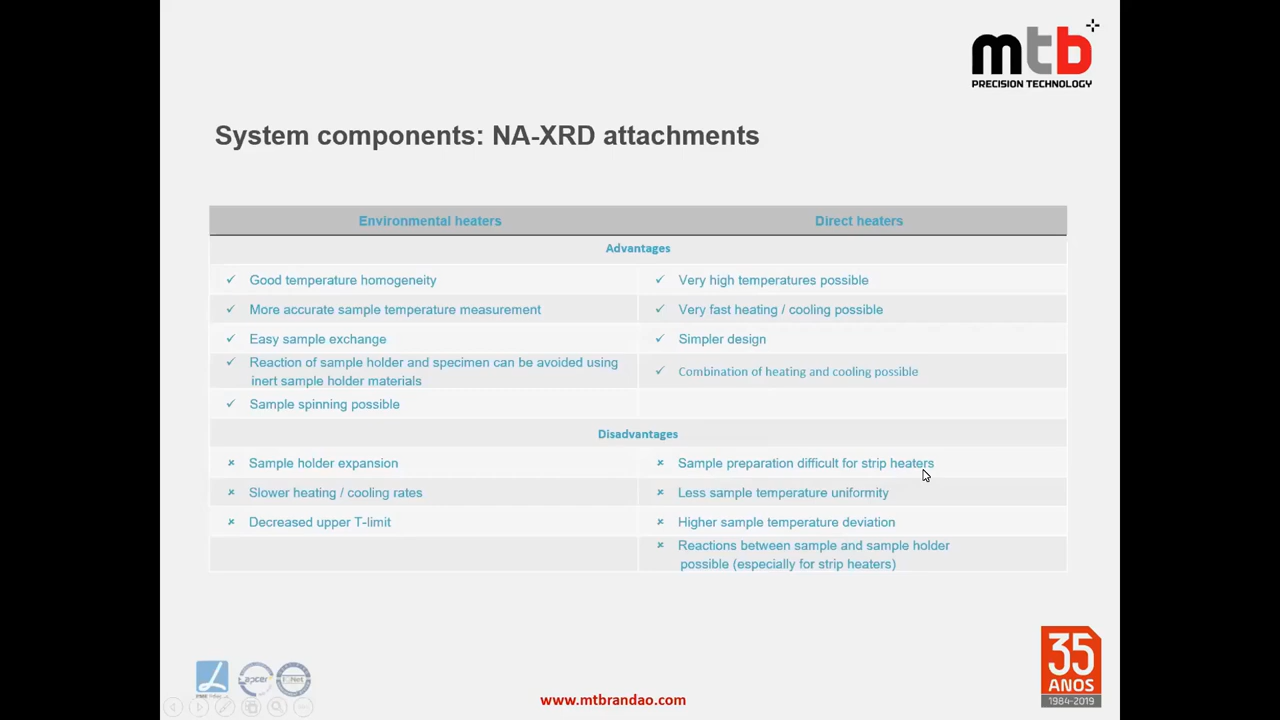 mtb
PRECISION TECHNOLOGY
System components: NA-XRD attachments
Environmental heaters
Direct heaters
Advantages
Good temperature homogeneity
Very high temperatures possible
More accurate sample temperature measurement
Very fast heating / cooling possible
Easy sample exchange
Simpler design
Reaction of sample holder and specimen can be avoided using
inert sample holder materials
Combination of heating and cooling possible
Sample spinning possible
Disadvantages
Sample holder expansion
Sample preparation difficult for strip heaters
Slower heating / cooling rates
Less sample temperature uniformity
Decreased upper T-limit
Higher sample temperature deviation
Reactions between sample and sample holder
possible (especially for strip heaters)
35
ANOS
1984-2019
apcer
www.mtbrandao.com